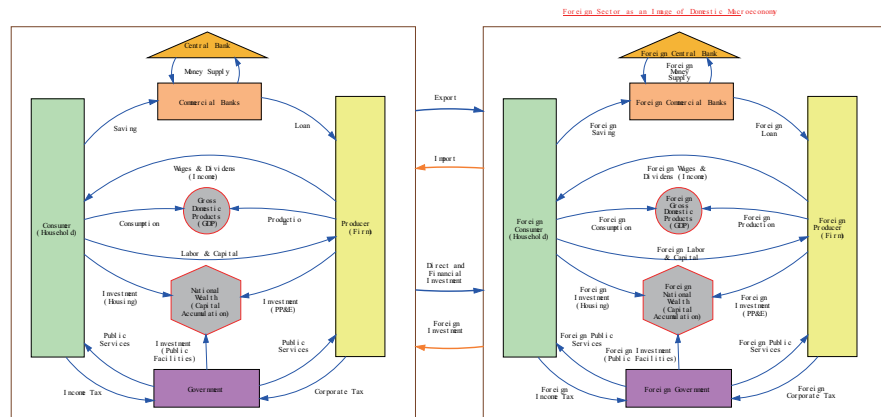 Foreign Sector as an Image of Domestic Microeconomy
Central Bank
Money Supply
Commercial Banks
Saving
Loan
Wages & Dividens
(Income)
Gross
Domestic
Products
(GDP)
Consumer
(Household)
Producer
(Firm)
Consumption
Production
Labor & Capital
National
Wealth
(Capital
Accumulation)
Investment
(Housing)
Investment
(PP&E)
Public
Services
Investment
(Public
Facilities)
Public
Services
Government
Income Tax
Corporate Tax
Export
Import
Direct and
Financial
Investment
Foreign
Investment
Foreign Central Bank
Foreign
Money
Supply
Foreign Commercial Banks
Foreign
Saving
Foreign
Loan
Foreign Wages &
Dividens (Income)
Foreign
Gross
Domestic
Products
(GDP)
Foreign
Consumer
(Household)
Foreign
Producer
(Firm)
Foreign
Consumption
Foreign
Production
Foreign Labor
& Capital
Foreign
National
Wealth
(Capital
Accumulation)
Foreign
Investment
(Housing)
Foreign
Investment
(PP&E)
Foreign Public
Services
Foreign Investment
(Public Facilities)
Foreign Public
Services
Foreign Government
Foreign
Income Tax
Foreign
Corporate Tax